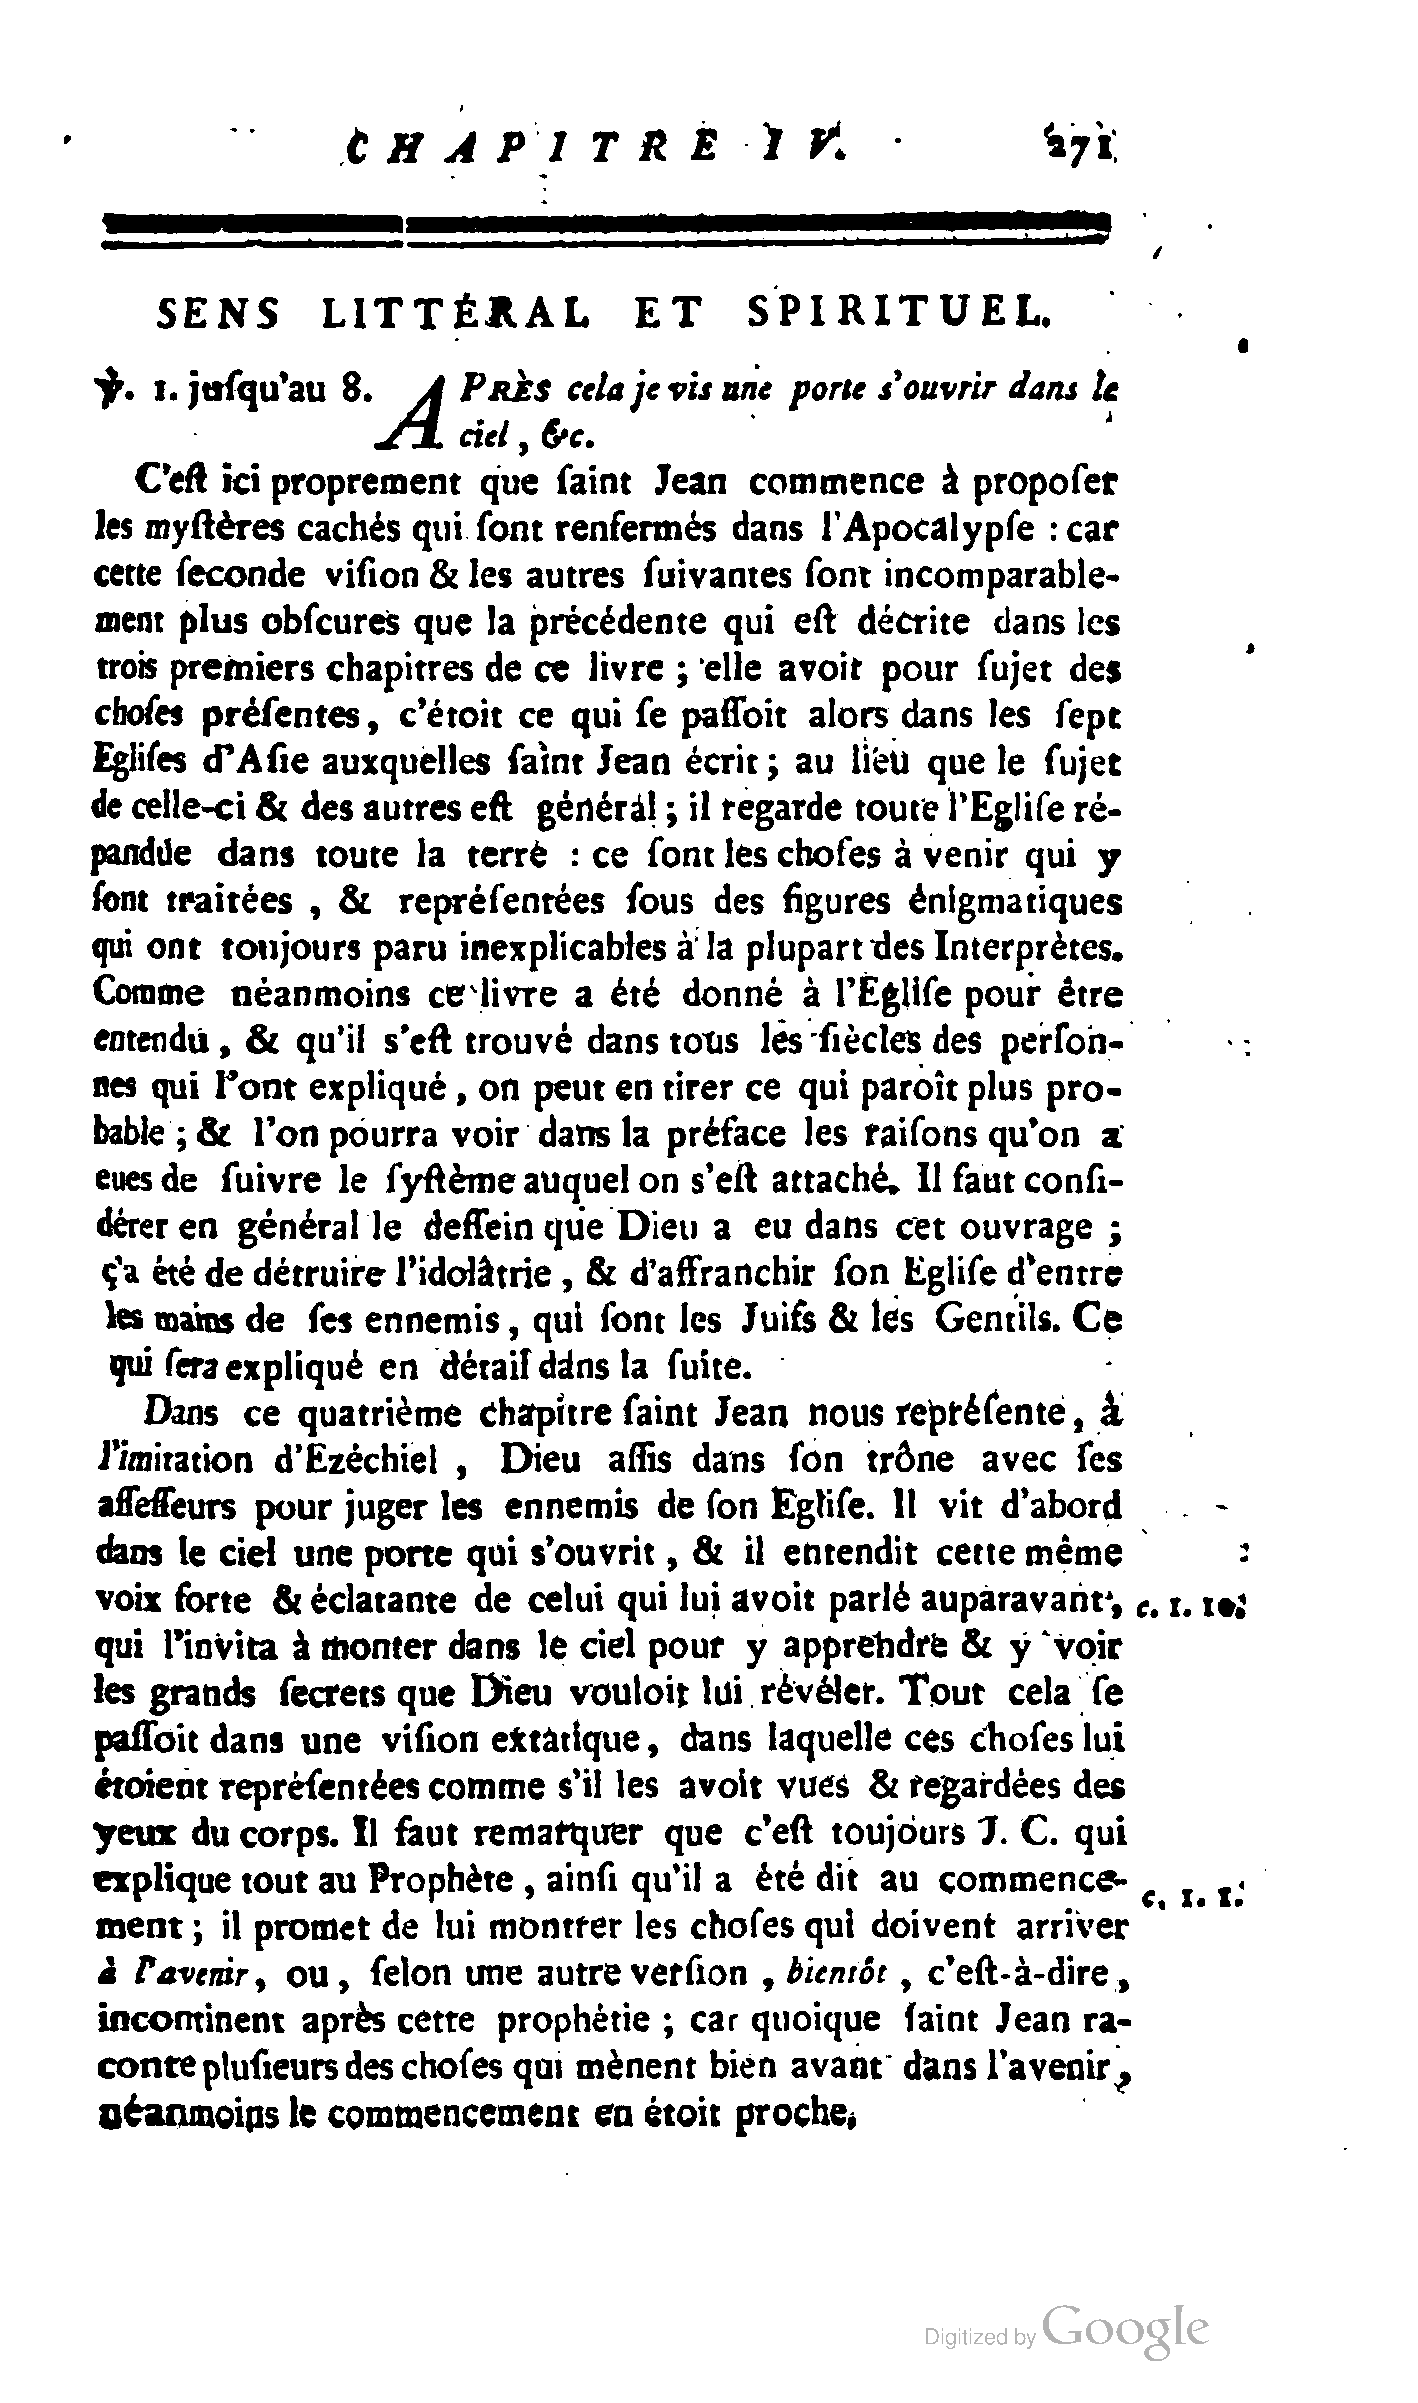 CHAPITRE IV. 271
SENS LITTÉRAL ET SPIRITUEL.
℣. 1. juſqu'au 8. APRÈS cela je vis une porte s'ouvrir dans le
ciel, &c.
C'eſt ici proprement que ſaint Jean commence à propoſer
les myſtères cachés qui ſont renfermés dans l'Apocalypſe : car
cette ſeconde viſion & les autres ſuivantes ſont incomparable-
ment plus obſcures que la précédente qui eſt décrite dans les
trois premiers chapitres de ce livre ; elle avoit pour ſujet des
choſes préſentes, c'étoit ce qui ſe paſſoit alors dans les ſept
Egliſes d'Aſie auxquelles ſaint Jean écrit ; au lieu que le ſujet
de celle-ci & des autres eſt général ; il regarde toute l'Egliſe ré-
pandue dans toute la terre : ce ſont les choſes à venir qui y
ſont traitées , & repréſentées ſous des figures énigmatiques
qui ont toujours paru inexplicables à la plupart des Interprètes.
Comme néanmoins ce livre a été donné à l'Egliſe pour être
entendu , & qu'il s'eſt trouvé dans tous les ſiècles des perſon-
nes qui l'ont expliqué , on peut en tirer ce qui paroît plus pro-
bable ; & l'on pourra voir dans la préface les raiſons qu'on a
eues de ſuivre le ſyſtème auquel on s'eſt attaché. Il faut conſi-
dérer en général le deſſein que Dieu a eu dans cet ouvrage ;
ç'a été de détruire l'idolâtrie , & d'affranchir ſon Egliſe d'entre
les mains de ſes ennemis , qui ſont les Juifs & les Gentils. Ce
qui ſera expliqué en détail dans la ſuite.
Dans ce quatrième chapitre ſaint Jean nous repréſente, à
l'imitation d'Ezéchiel , Dieu aſſis dans ſon trône avec ſes
aſſeſſeurs pour juger les ennemis de ſon Egliſe. Il vit d'abord
dans le ciel une porte qui s'ouvrit , & il entendit cette même
voix forte & éclatante de celui qui lui avoit parlé auparavant, c. 1. 10.
qui l'invita à monter dans le ciel pour y apprendre & y voir
les grands ſecrets que Dieu vouloit lui révéler. Tout cela ſe
paſſoit dans une viſion extatique, dans laquelle ces choſes lui
étoient repréſentées comme s'il les avoit vues & regardées des
yeux du corps. Il faut remarquer que c'eſt toujours J. C. qui
explique tout au Prophète , ainſi qu'il a été dit au commence- c. 1. 1.
ment ; il promet de lui montrer les choſes qui doivent arriver
à l'avenir, ou, ſelon une autre verſion , bientôt , c'eſt-à-dire ,
incontinent après cette prophétie ; car quoique ſaint Jean ra-
conte pluſieurs des choſes qui mènent bien avant dans l'avenir ,
néanmoins le commencement en étoit proche.
Digitized by Google